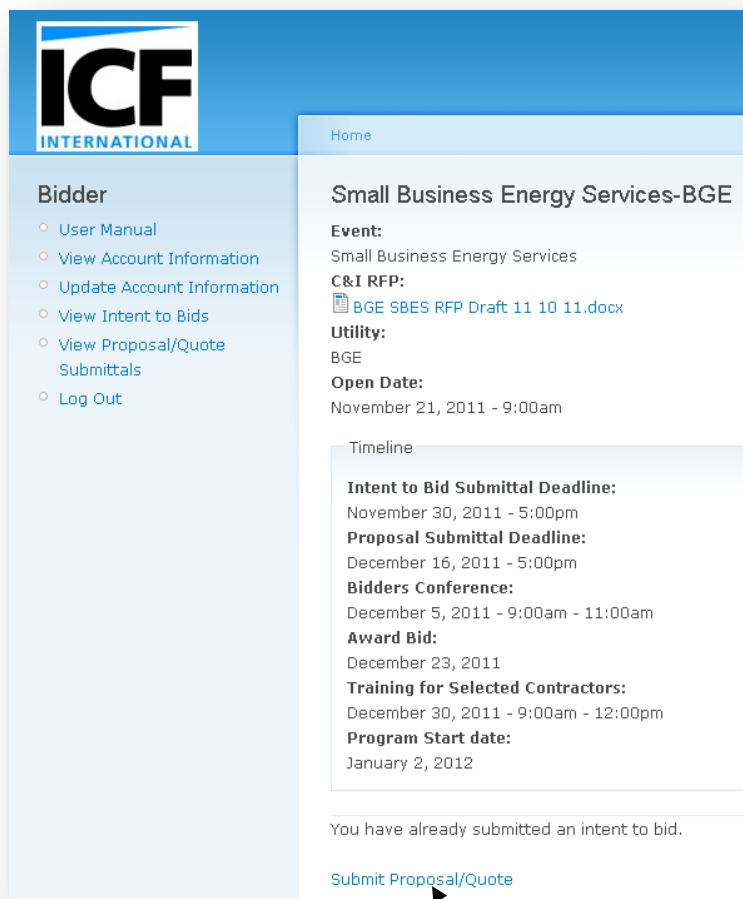 ICF
INTERNATIONAL
Home
Bidder
User Manual
View Account Information
Update Account Information
View Intent to Bids
View Proposal/Quote
Submittals
Log Out
Small Business Energy Services-BGE
Event:
Small Business Energy Services
C&I RFP:
BGE SBES RFP Draft 11 10 11.docx
Utility:
BGE
Open Date:
November 21, 2011 - 9:00am
Timeline
Intent to Bid Submittal Deadline:
November 30, 2011 - 5:00pm
Proposal Submittal Deadline:
December 16, 2011 - 5:00pm
Bidders Conference:
December 5, 2011 - 9:00am - 11:00am
Award Bid:
December 23, 2011
Training for Selected Contractors:
December 30, 2011 - 9:00am - 12:00pm
Program Start date:
January 2, 2012
You have already submitted an intent to bid.
Submit Proposal/Quote